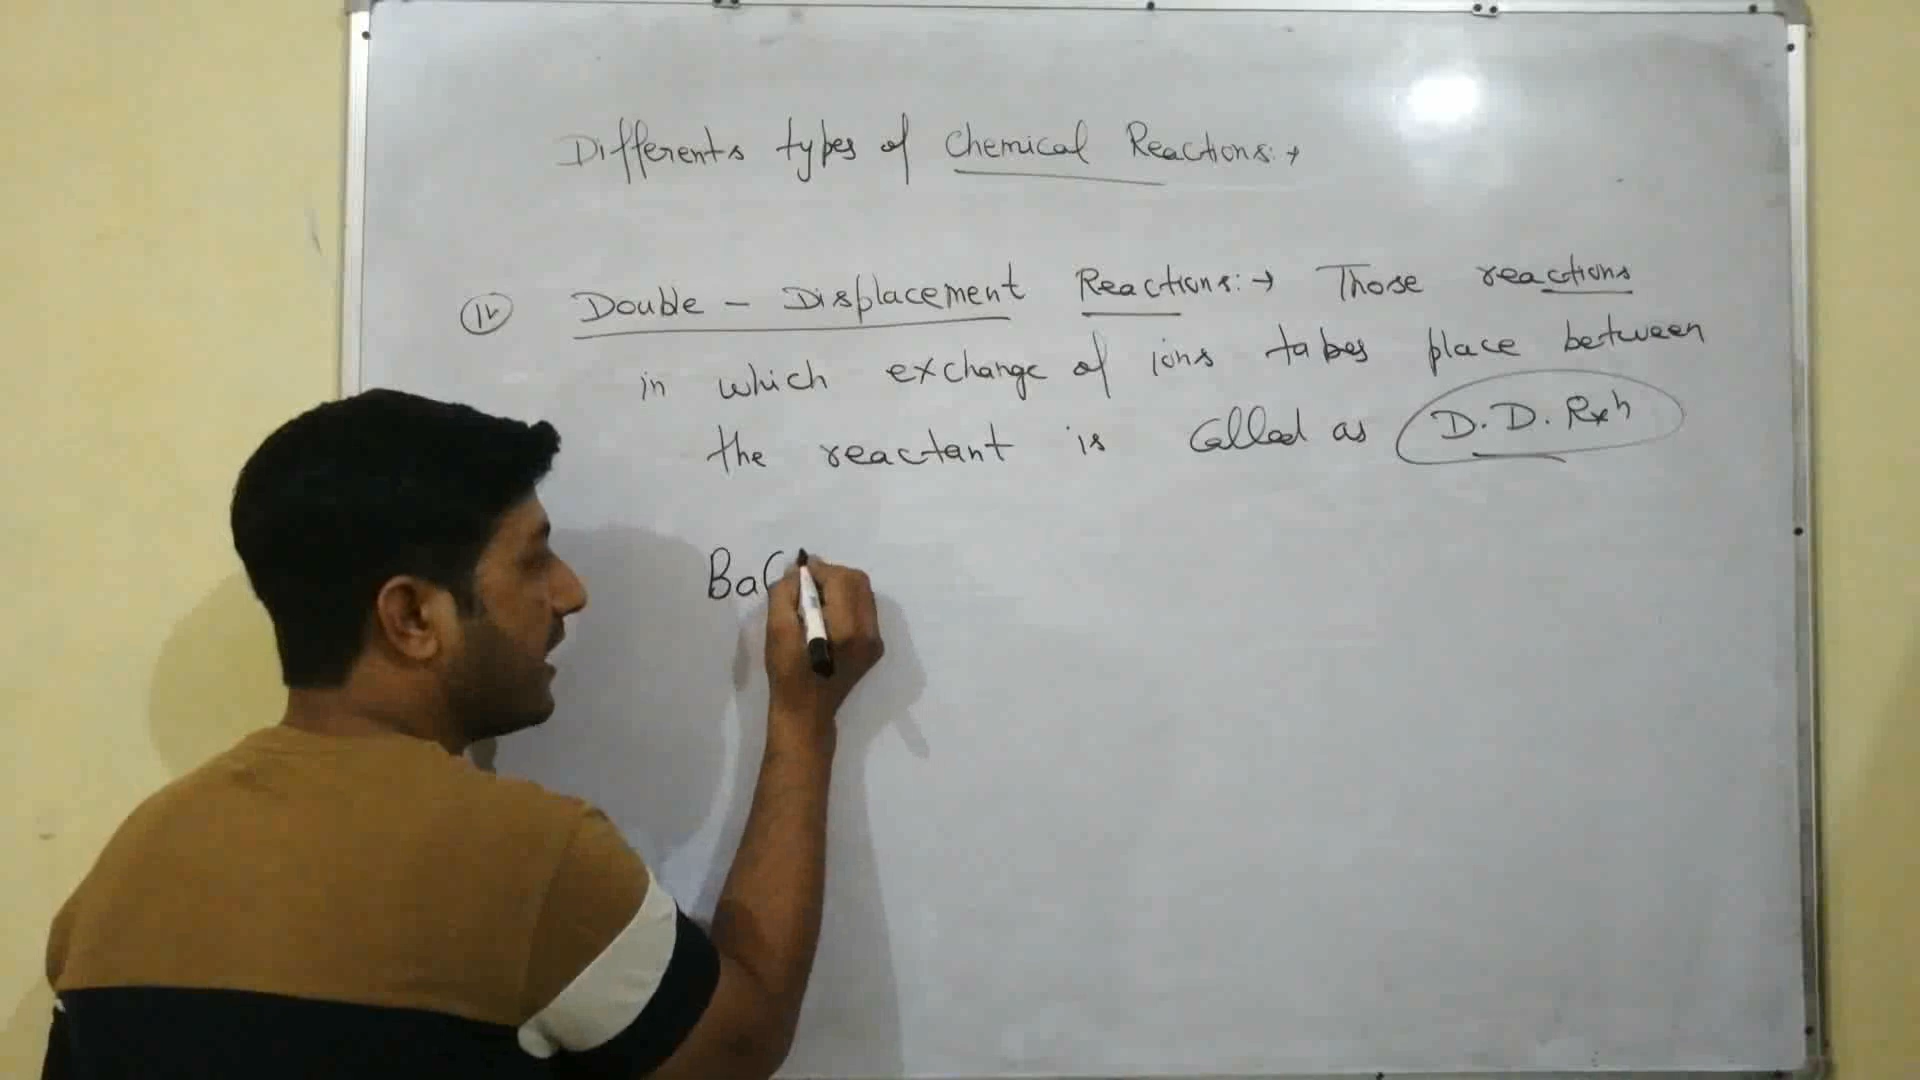 Differents types of Chemical Reactions:→
IV Double - Displacement Reactions:→ Those reactions
in which exchange of ions takes place between
the reactant is Called as D.D. Rxn
Ba(